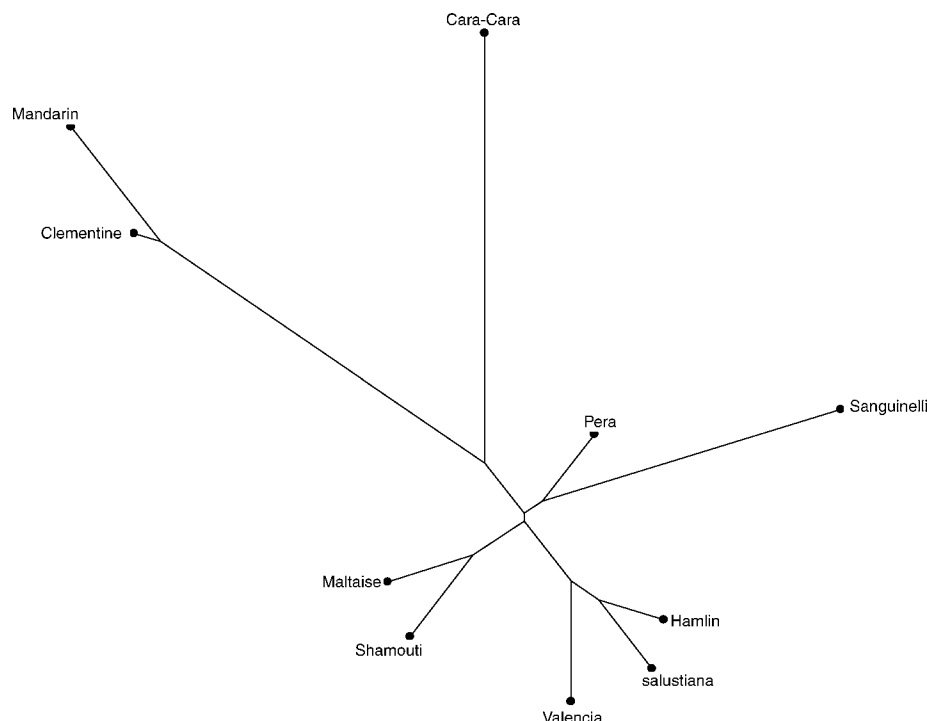 Cara-Cara
Mandarin
Clementine
Sanguinelli
Pera
Maltaise
Hamlin
Shamouti
salustiana
Valencia